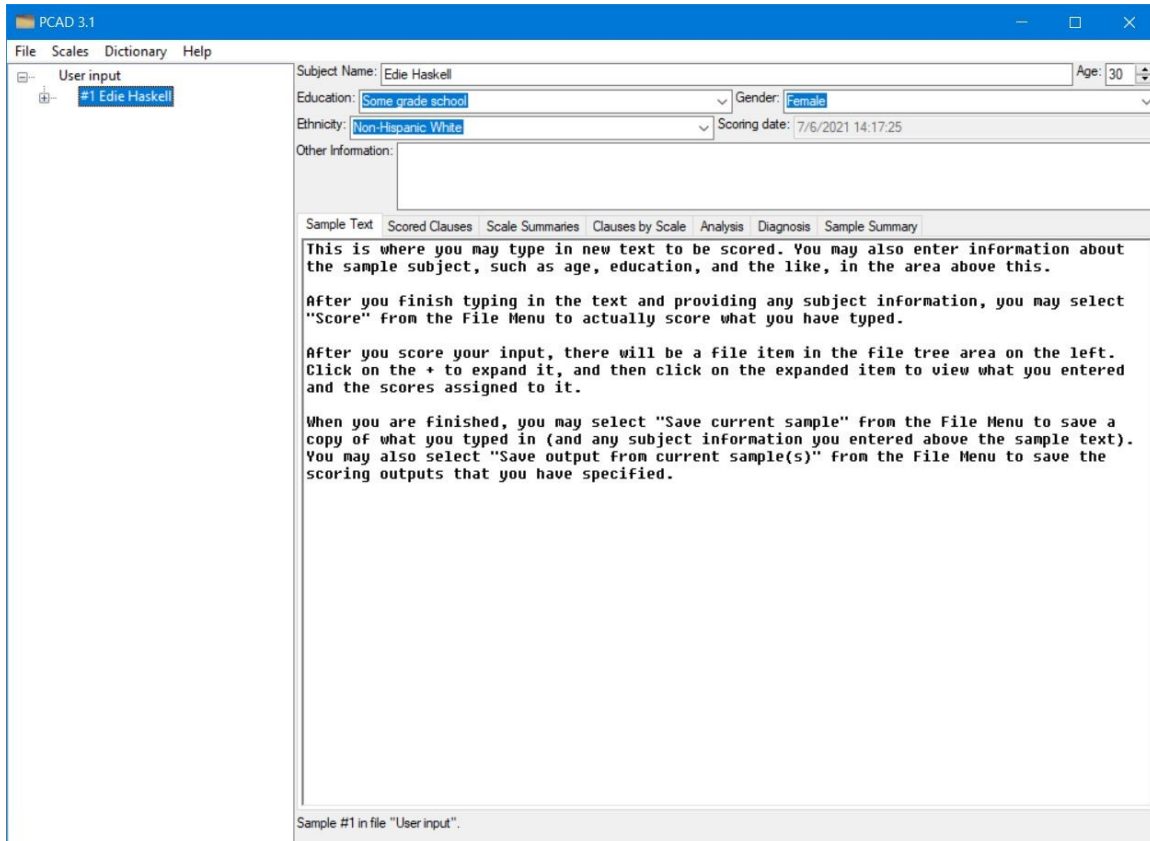 PCAD 3.1
File Scales Dictionary Help
User input
#1 Edie Haskell
Subject Name: Edie Haskell Age: 30
Education: Some grade school Gender: Female
Ethnicity: Non-Hispanic White Scoring date: 7/6/2021 14:17:25
Other Information:
Sample Text Scored Clauses Scale Summaries Clauses by Scale Analysis Diagnosis Sample Summary
This is where you may type in new text to be scored. You may also enter information about
the sample subject, such as age, education, and the like, in the area above this.
After you finish typing in the text and providing any subject information, you may select
"Score" from the File Menu to actually score what you have typed.
After you score your input, there will be a file item in the file tree area on the left.
Click on the + to expand it, and then click on the expanded item to view what you entered
and the scores assigned to it.
When you are finished, you may select "Save current sample" from the File Menu to save a
copy of what you typed in (and any subject information you entered above the sample text).
You may also select "Save output from current sample(s)" from the File Menu to save the
scoring outputs that you have specified.
Sample #1 in file "User input".